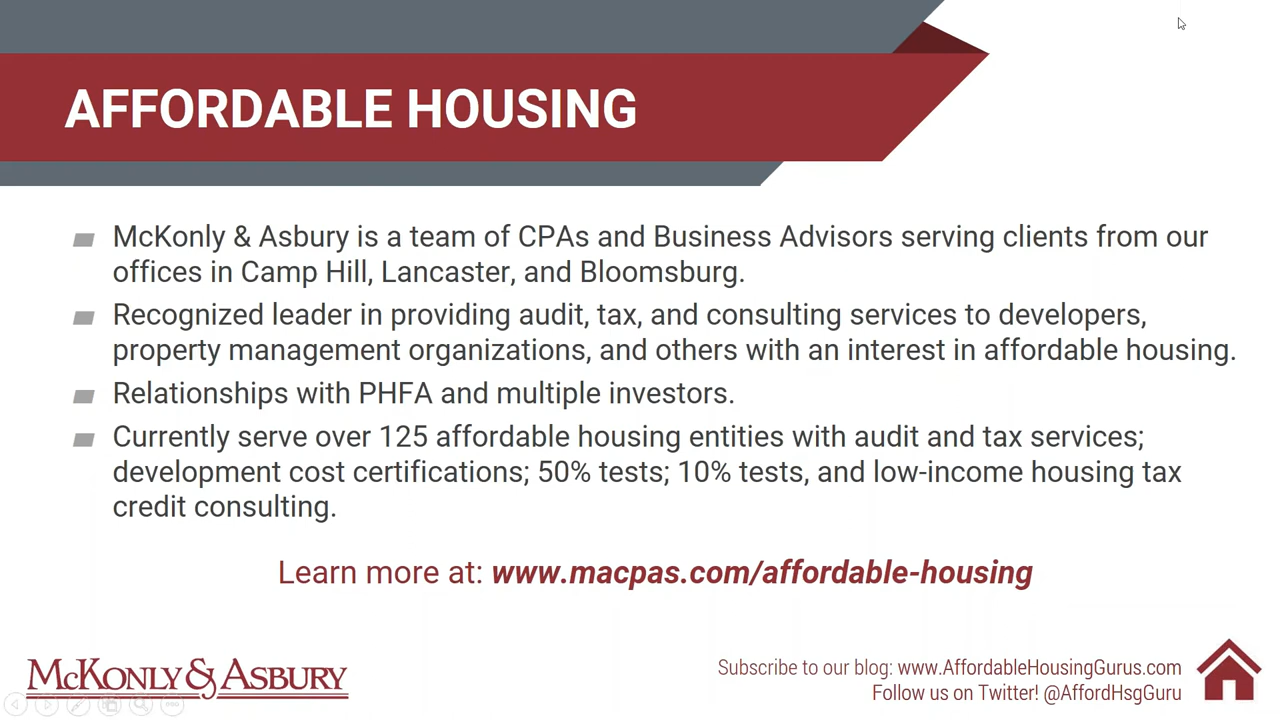 AFFORDABLE HOUSING
McKonly & Asbury is a team of CPAs and Business Advisors serving clients from our
offices in Camp Hill, Lancaster, and Bloomsburg.
Recognized leader in providing audit, tax, and consulting services to developers,
property management organizations, and others with an interest in affordable housing.
Relationships with PHFA and multiple investors.
Currently serve over 125 affordable housing entities with audit and tax services;
development cost certifications; 50% tests; 10% tests, and low-income housing tax
credit consulting.
Learn more at: www.macpas.com/affordable-housing
McKonly & Asbury
Subscribe to our blog: www.AffordableHousingGurus.com
Follow us on Twitter! @AffordHsgGuru